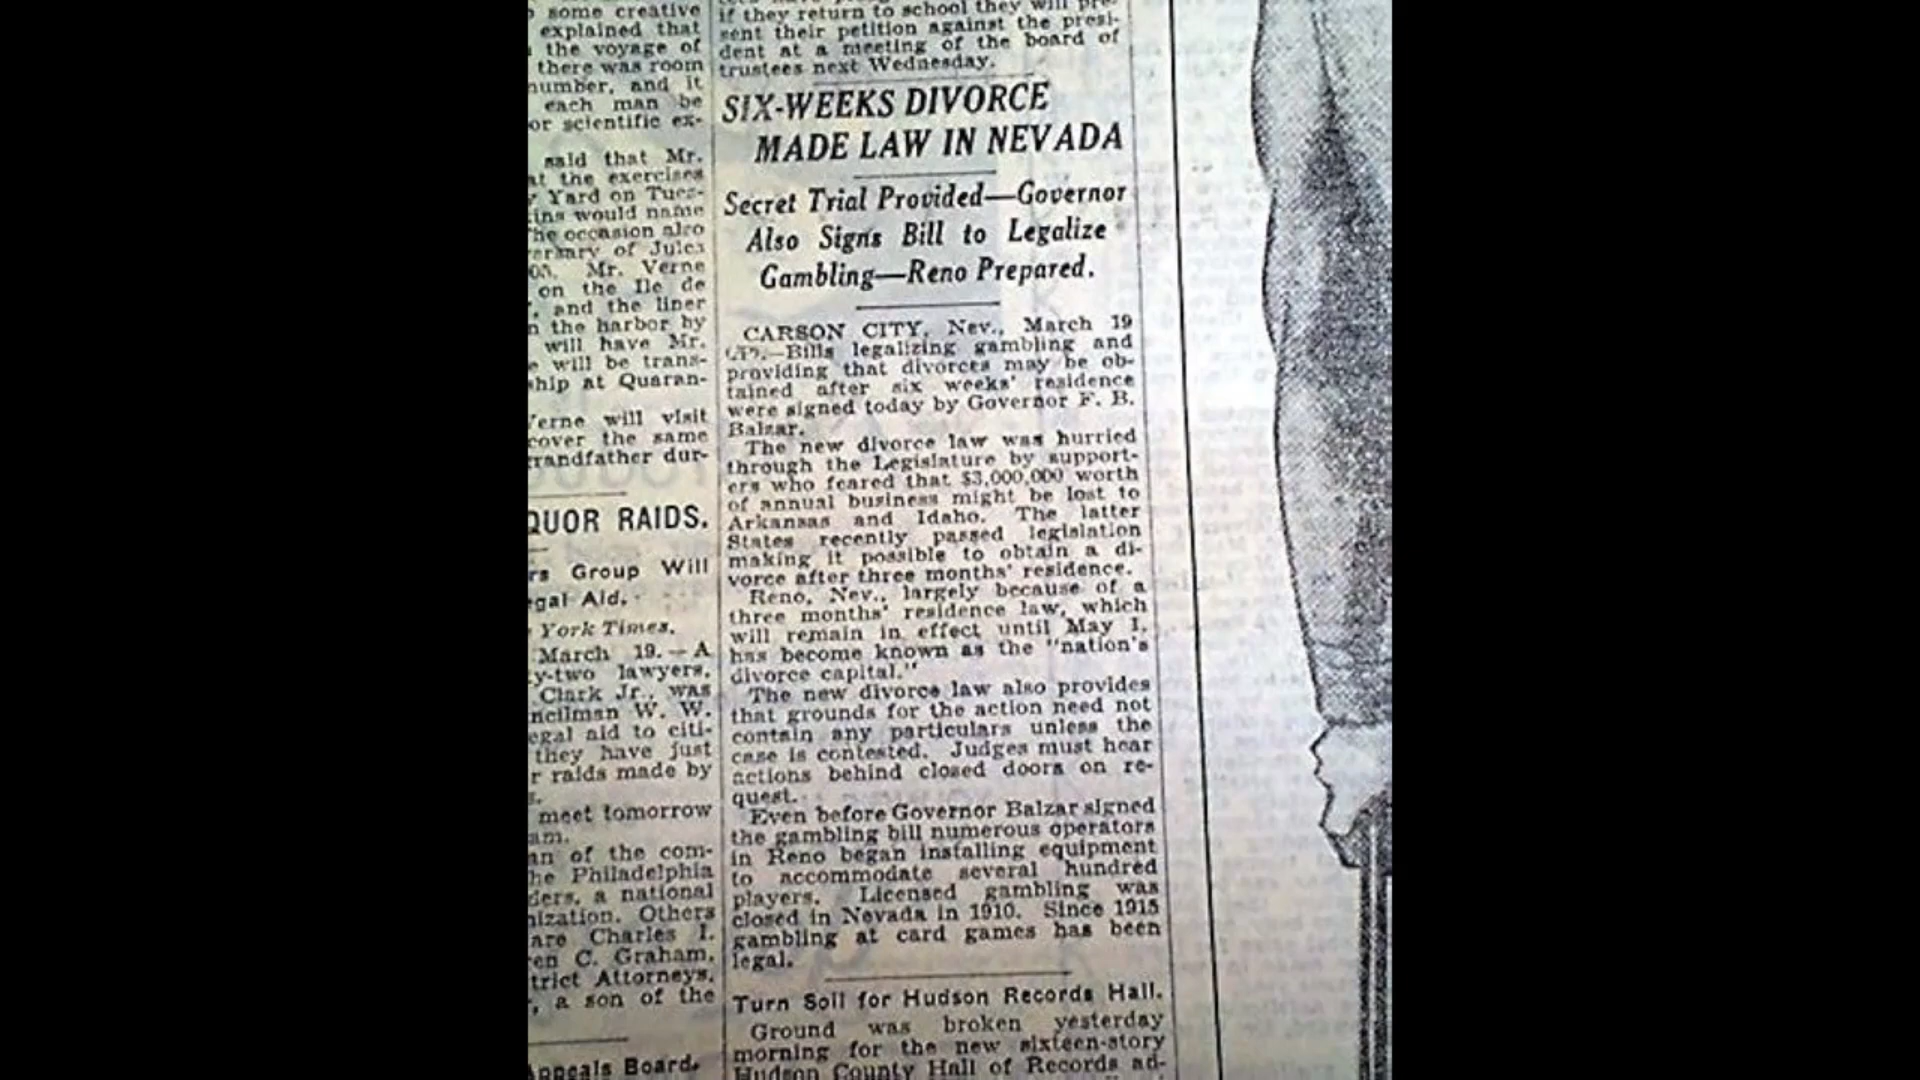 some creative
explained that
the voyage of
there was room
number, and it
each man be
or scientific ex-
said that Mr.
at the exercises
Yard on Tues-
ins would name
he occasion also
ersary of Jules
Mr. Verne
on the Ile de
, and the liner
n the harbor by
will have Mr.
e will be trans-
ship at Quaran-
Verne will visit
cover the same
randfather dur-
QUOR RAIDS.
rs Group Will
gal Aid.
York Times.
March 19.—A
y-two lawyers,
Clark Jr., was
ncilman W. W.
egal aid to citi-
they have just
r raids made by
s.
meet tomorrow
am.
an of the com-
he Philadelphia
ders, a national
nization. Others
are Charles I.
en C. Graham,
trict Attorneys,
, a son of the
Appeals Board.
if they return to school they will pre-
sent their petition against the presi-
dent at a meeting of the board of
trustees next Wednesday.
SIX-WEEKS DIVORCE
MADE LAW IN NEVADA
Secret Trial Provided—Governor
Also Signs Bill to Legalize
Gambling—Reno Prepared.
CARSON CITY, Nev., March 19
(AP).—Bills legalizing gambling and
providing that divorces may be ob-
tained after six weeks' residence
were signed today by Governor F. B.
Balzar.
The new divorce law was hurried
through the Legislature by support-
ers who feared that $3,000,000 worth
of annual business might be lost to
Arkansas and Idaho. The latter
States recently passed legislation
making it possible to obtain a di-
vorce after three months' residence.
Reno, Nev., largely because of a
three months' residence law, which
will remain in effect until May 1,
has become known as the "nation's
divorce capital."
The new divorce law also provides
that grounds for the action need not
contain any particulars unless the
case is contested. Judges must hear
actions behind closed doors on re-
quest.
Even before Governor Balzar signed
the gambling bill numerous operators
in Reno began installing equipment
to accommodate several hundred
players. Licensed gambling was
closed in Nevada in 1910. Since 1915
gambling at card games has been
legal.
Turn Soil for Hudson Records Hall.
Ground was broken yesterday
morning for the new sixteen-story
Hudson County Hall of Records ad-